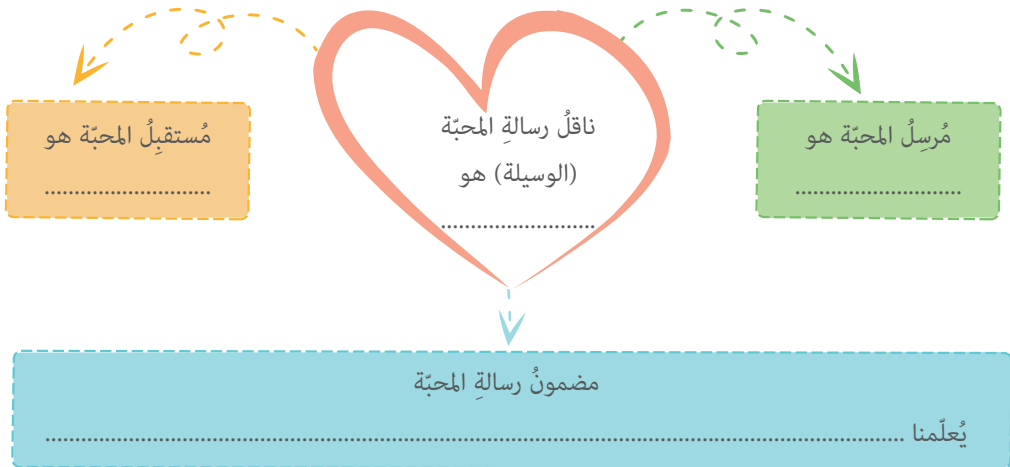 مُرسِلُ المحبّة هو
............................
ناقلُ رسالةِ المحبّة
(الوسيلة) هو
..........................
مُستقبِلُ المحبّة هو
............................
مضمونُ رسالةِ المحبّة
يُعلّمنا ................................................................................................................................................